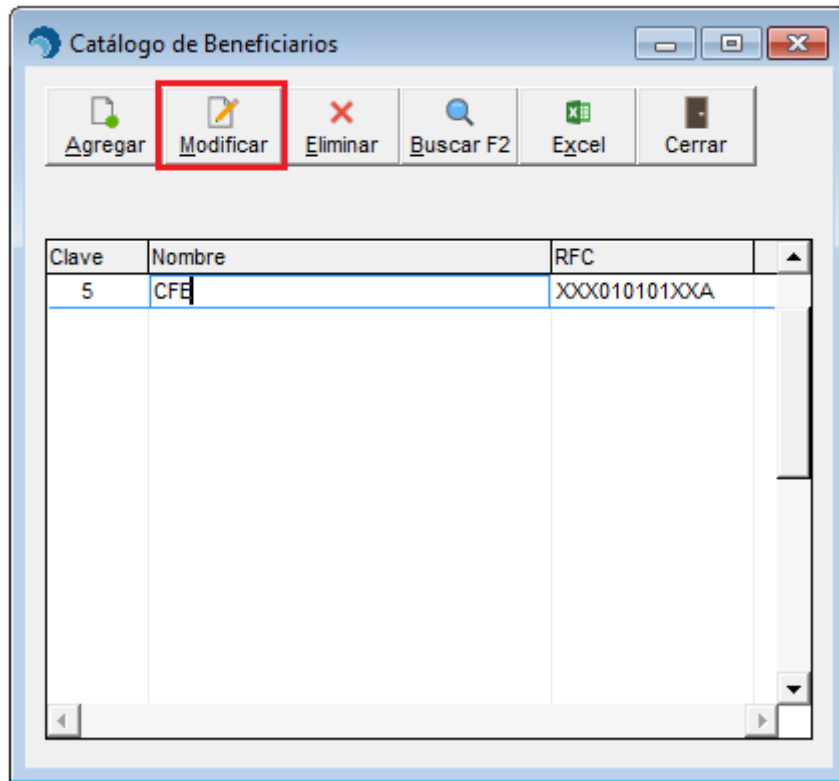 Catálogo de Beneficiarios
Agregar Modificar Eliminar Buscar F2 Excel Cerrar
Clave Nombre RFC
5 CFE XXX010101XXA